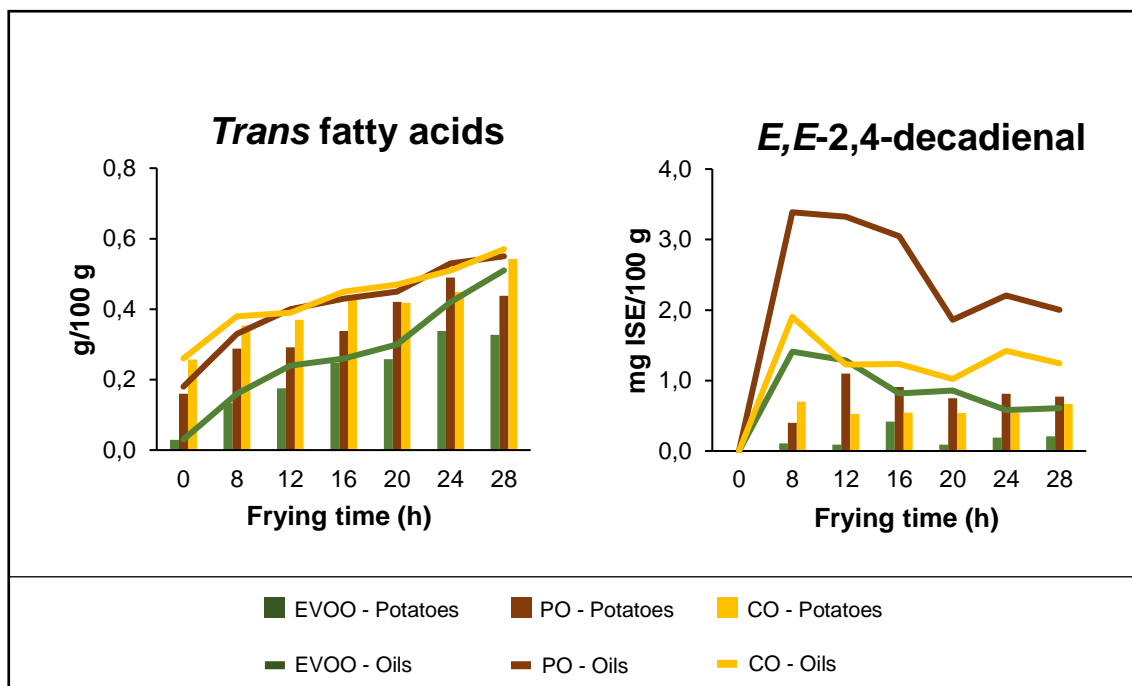 Trans fatty acids
0,8
0,6
0,4
0,2
0,0
g/100 g
0 8 12 16 20 24 28
Frying time (h)
E,E-2,4-decadienal
4,0
3,0
2,0
1,0
0,0
mg ISE/100 g
0 8 12 16 20 24 28
Frying time (h)
EVOO - Potatoes PO - Potatoes CO - Potatoes
EVOO - Oils PO - Oils CO - Oils